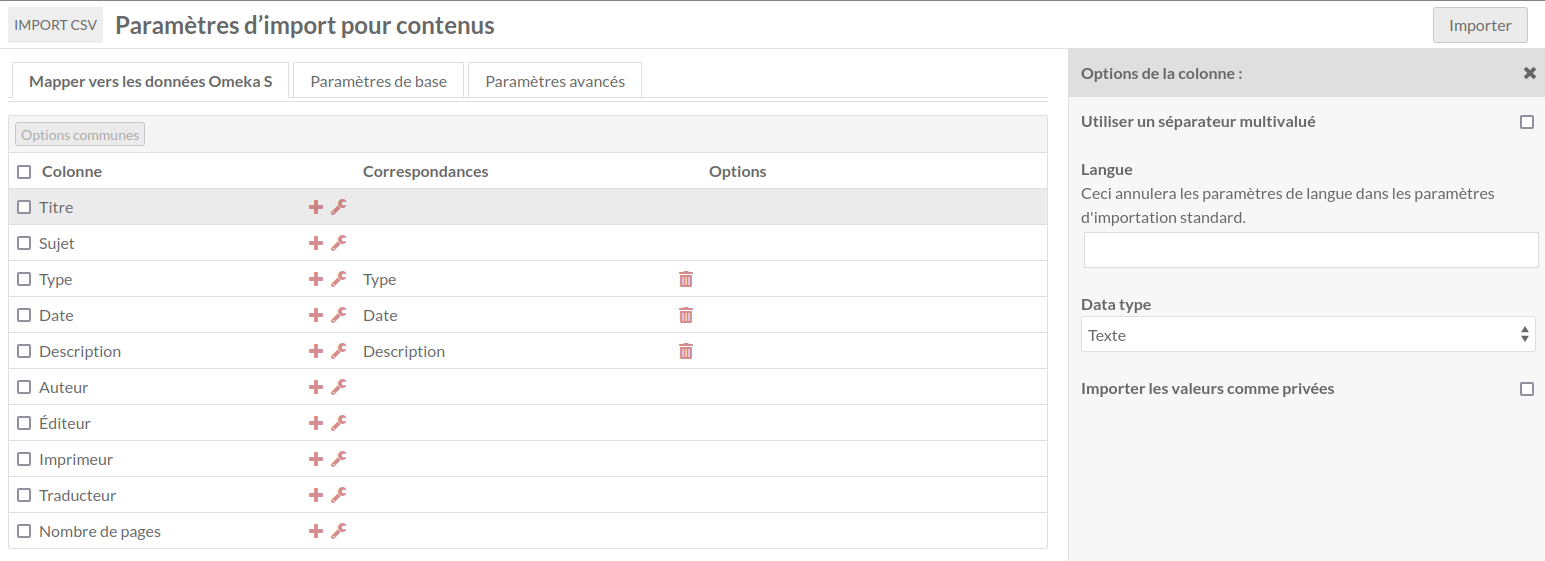 IMPORT CSV
Paramètres d’import pour contenus
Importer
Mapper vers les données Omeka S
Paramètres de base
Paramètres avancés
Options communes
Colonne Correspondances Options
Titre
Sujet
Type Type
Date Date
Description Description
Auteur
Éditeur
Imprimeur
Traducteur
Nombre de pages
Options de la colonne :
Utiliser un séparateur multivalué
Langue
Ceci annulera les paramètres de langue dans les paramètres
d'importation standard.
Data type
Texte
Importer les valeurs comme privées